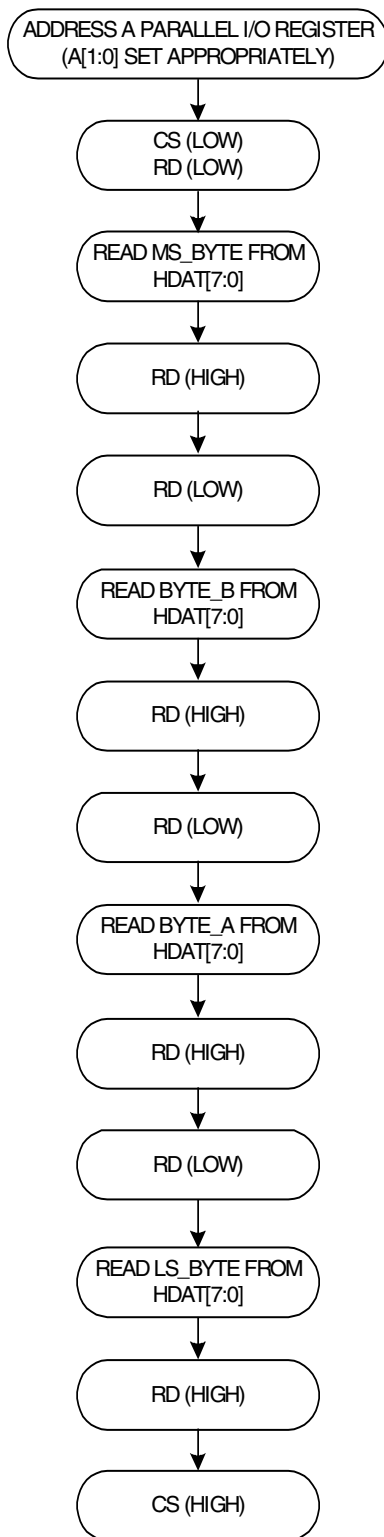 ADDRESS A PARALLEL I/O REGISTER
(A[1:0] SET APPROPRIATELY)
CS (LOW)
RD (LOW)
READ MS_BYTE FROM
HDAT[7:0]
RD (HIGH)
RD (LOW)
READ BYTE_B FROM
HDAT[7:0]
RD (HIGH)
RD (LOW)
READ BYTE_A FROM
HDAT[7:0]
RD (HIGH)
RD (LOW)
READ LS_BYTE FROM
HDAT[7:0]
RD (HIGH)
CS (HIGH)